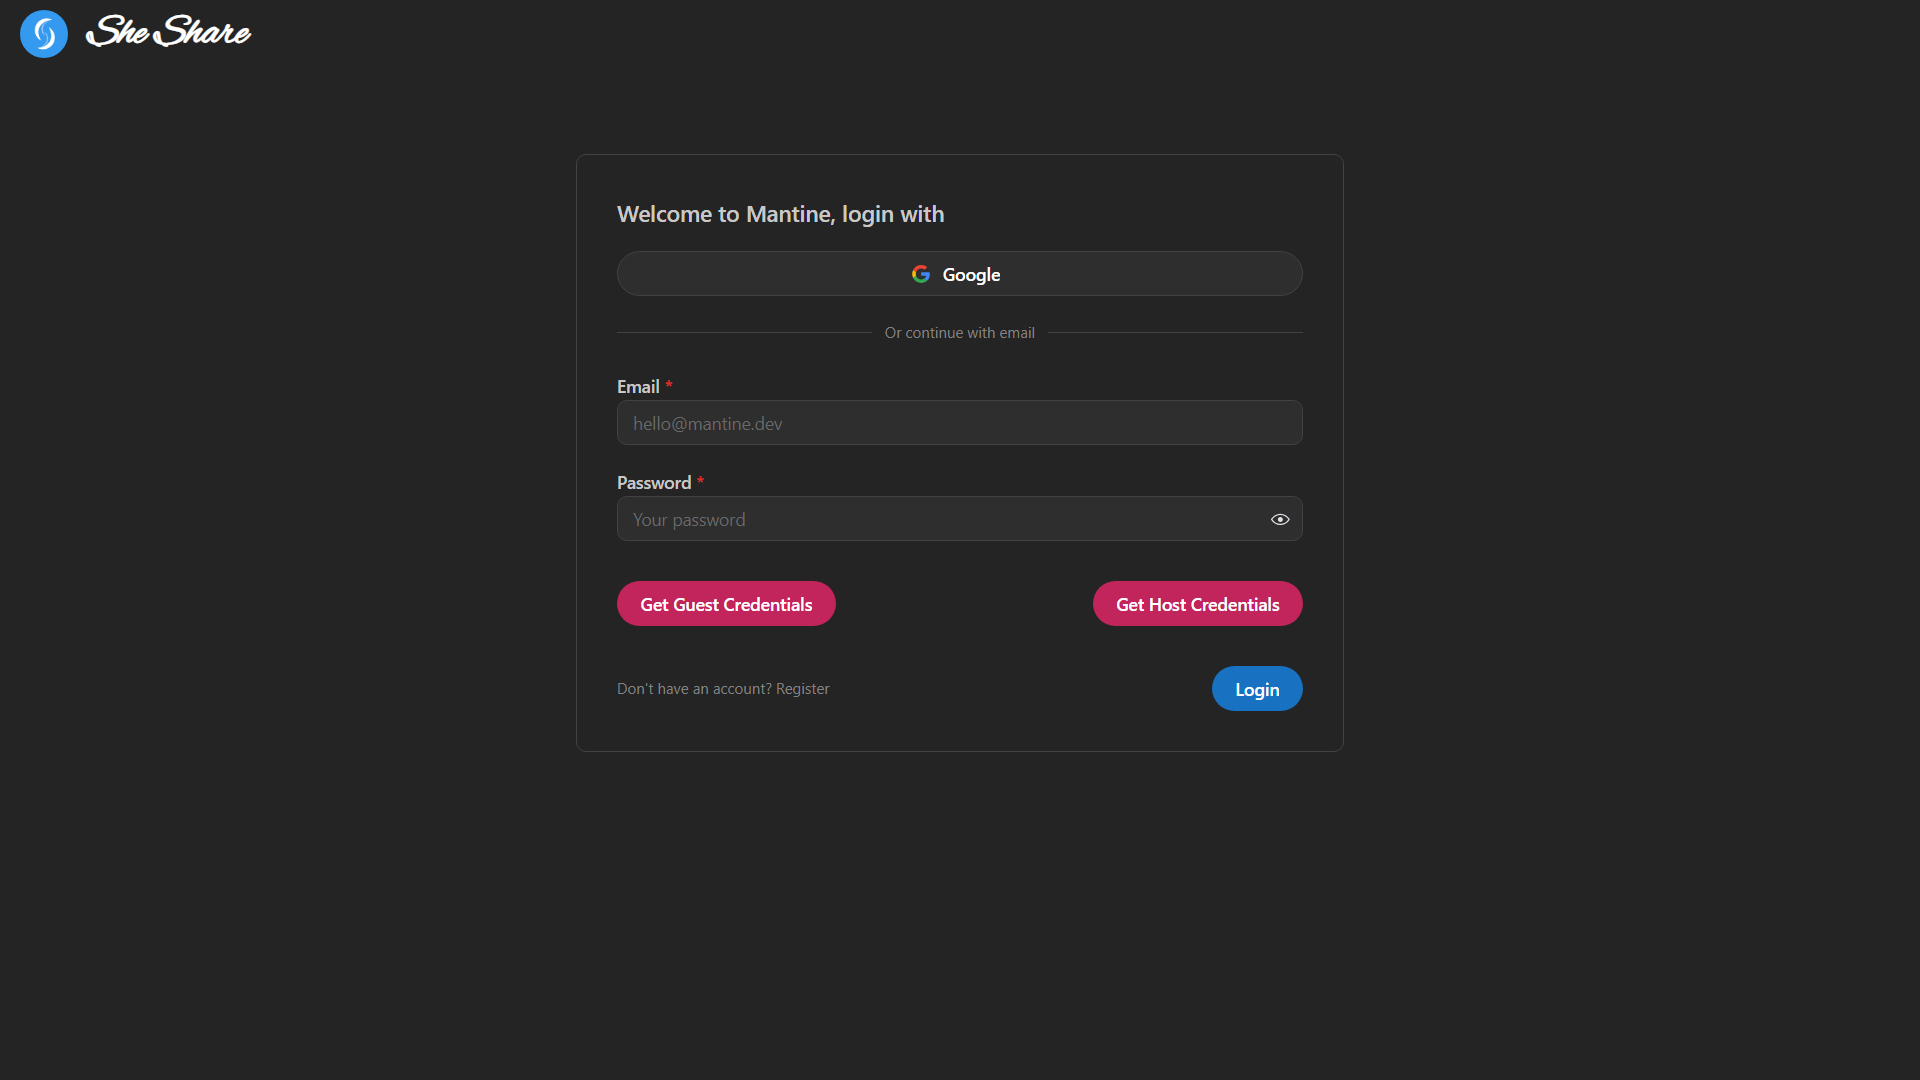 She Share
Welcome to Mantine, login with
Google
Or continue with email
Email *
hello@mantine.dev
Password *
Your password
Get Guest Credentials
Get Host Credentials
Don't have an account? Register
Login